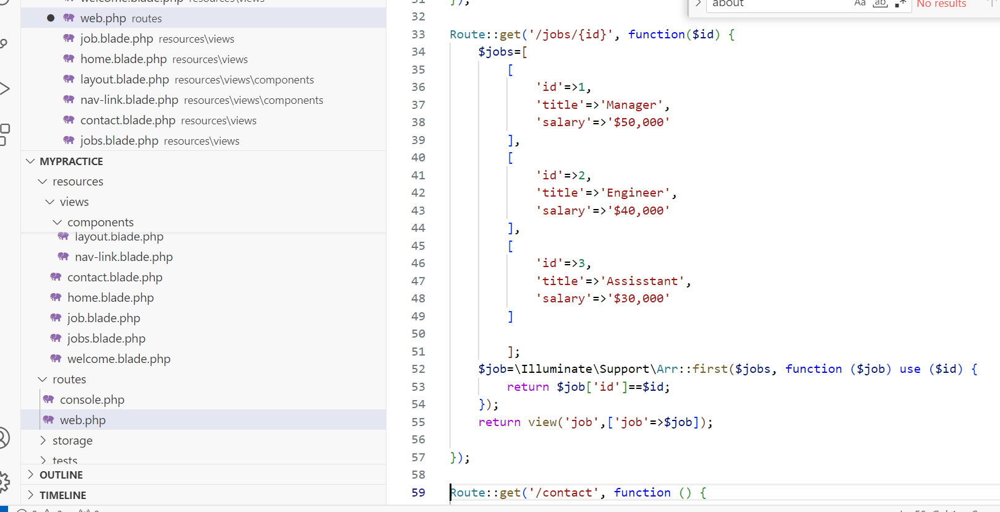 welcome.blade.php resources\views
web.php routes
job.blade.php resources\views
home.blade.php resources\views
layout.blade.php resources\views\components
nav-link.blade.php resources\views\components
contact.blade.php resources\views
jobs.blade.php resources\views
MYPRACTICE
resources
views
components
layout.blade.php
nav-link.blade.php
contact.blade.php
home.blade.php
job.blade.php
jobs.blade.php
welcome.blade.php
routes
console.php
web.php
storage
tests
OUTLINE
TIMELINE
about
Aa ab .* No results
31 });
32
33 Route::get('/jobs/{id}', function($id) {
34 $jobs=[
35 [
36 'id'=>1,
37 'title'=>'Manager',
38 'salary'=>'$50,000'
39 ],
40 [
41 'id'=>2,
42 'title'=>'Engineer',
43 'salary'=>'$40,000'
44 ],
45 [
46 'id'=>3,
47 'title'=>'Assisstant',
48 'salary'=>'$30,000'
49 ]
50
51 ];
52 $job=\Illuminate\Support\Arr::first($jobs, function ($job) use ($id) {
53 return $job['id']==$id;
54 });
55 return view('job',['job'=>$job]);
56
57 });
58
59 Route::get('/contact', function () {